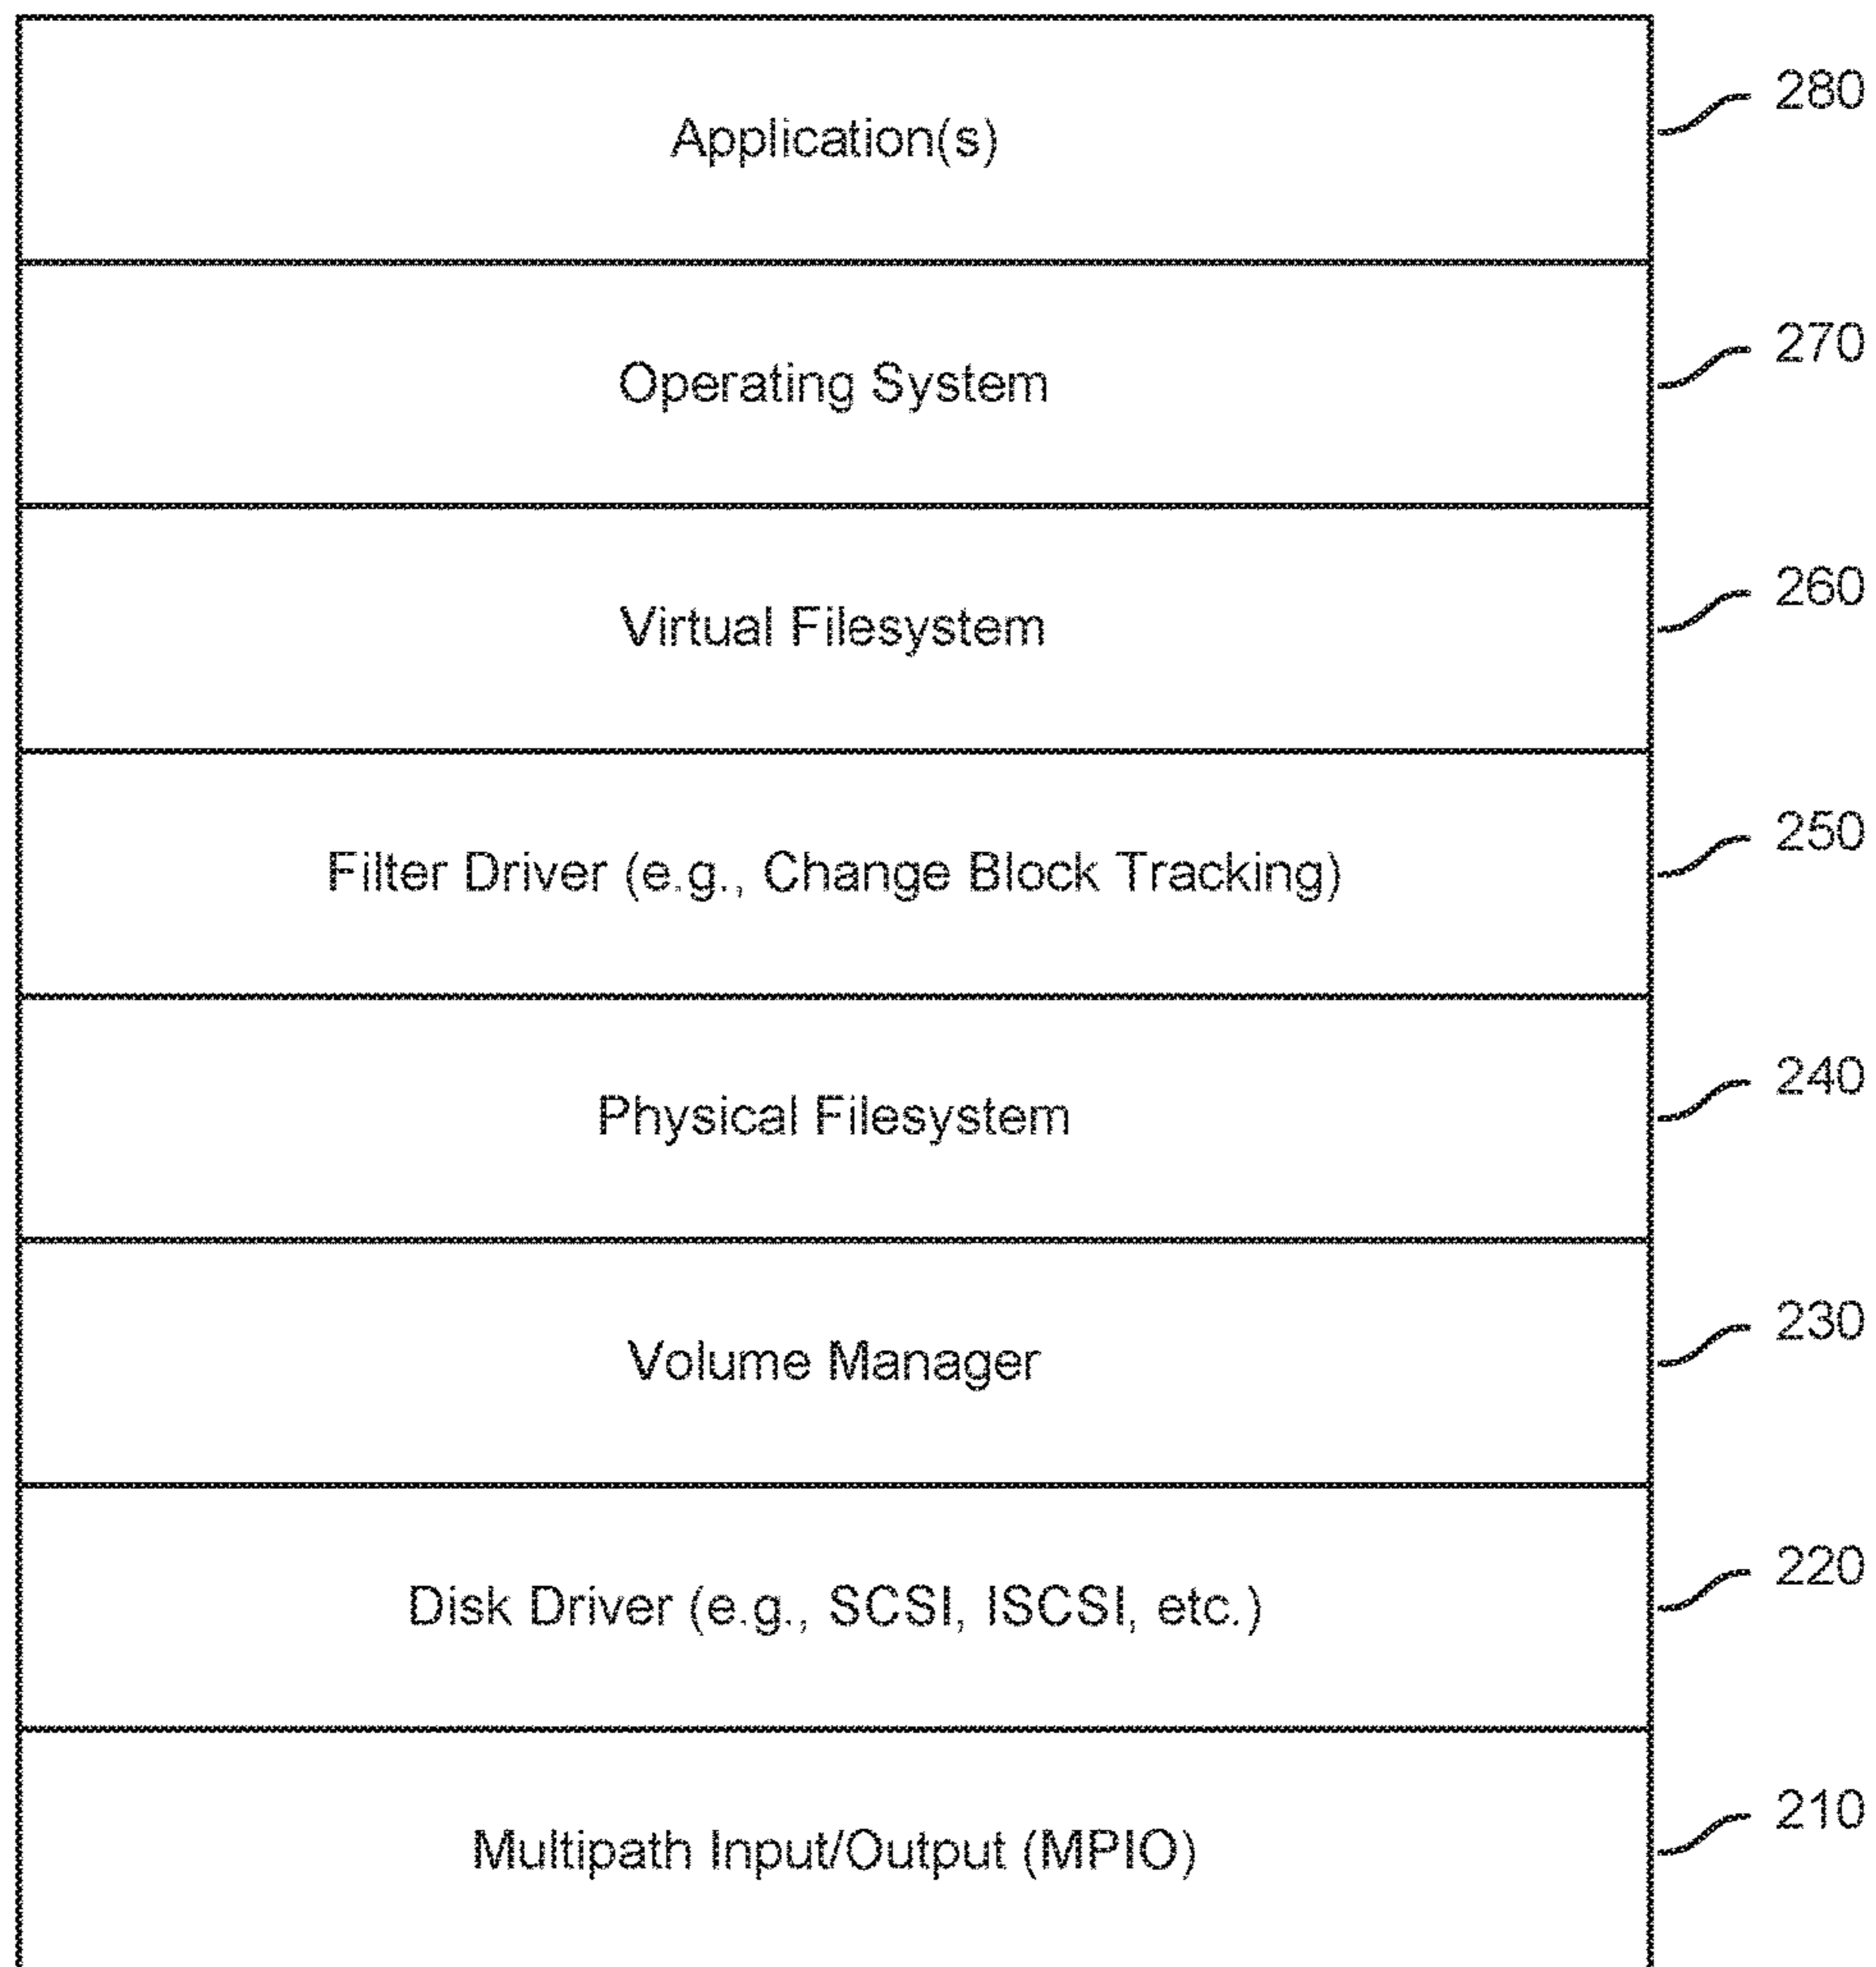 Application(s) 280
Operating System 270
Virtual Filesystem 260
Filter Driver (e.g., Change Block Tracking) 250
Physical Filesystem 240
Volume Manager 230
Disk Driver (e.g., SCSI, ISCSI, etc.) 220
Multipath Input/Output (MPIO) 210